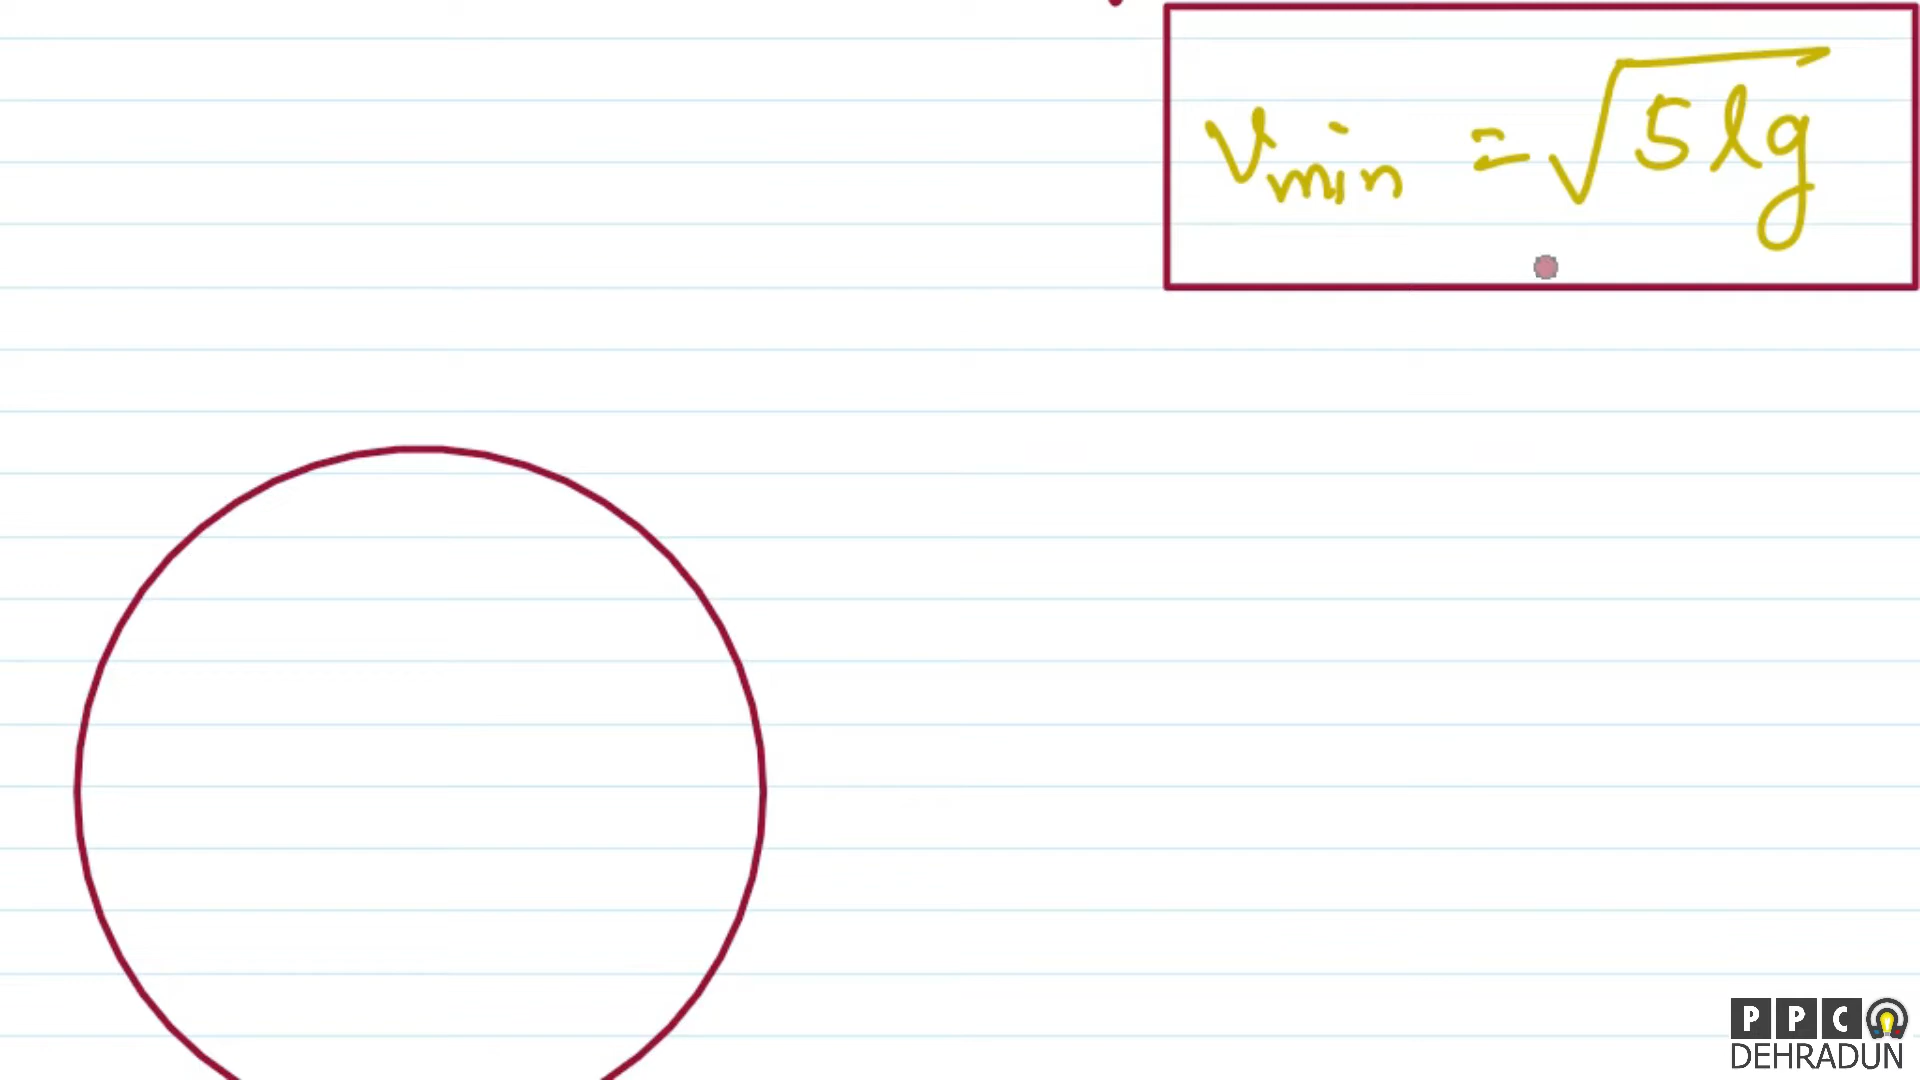 v_min = √5lg
PPC
DEHRADUN